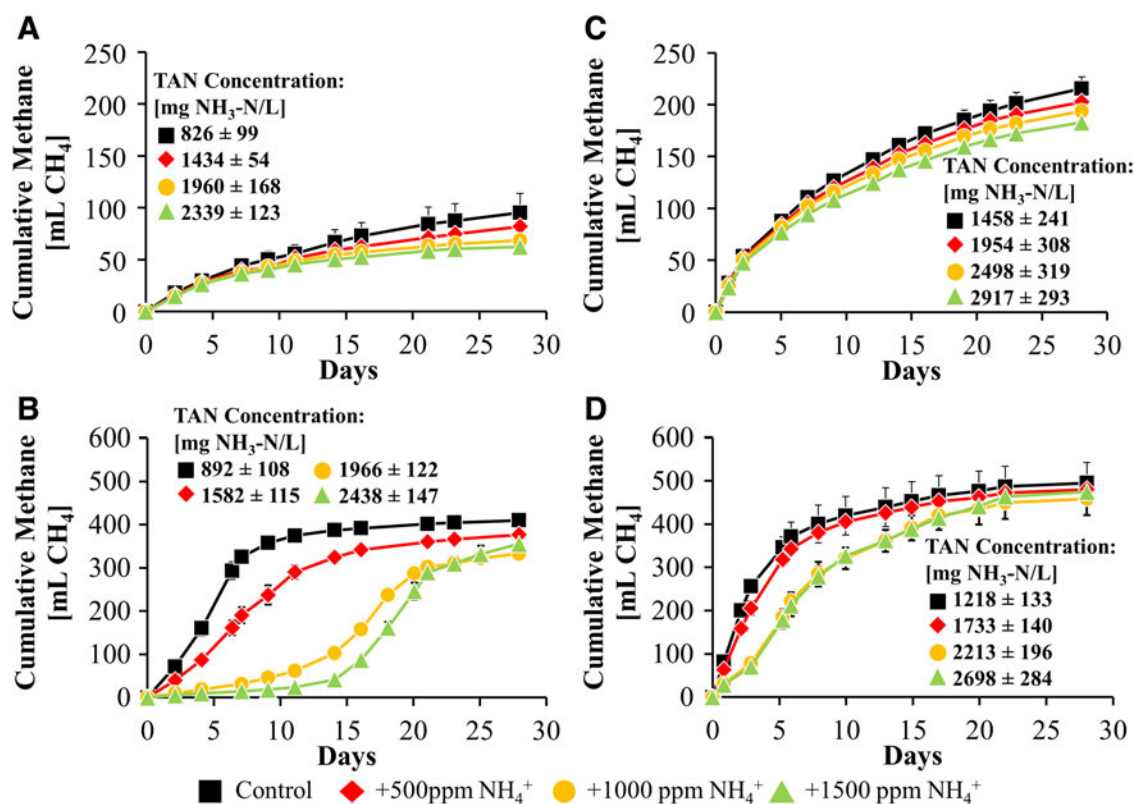 A
250
200
150
100
50
0
Cumulative Methane
[mL CH₄]
TAN Concentration:
[mg NH₃-N/L]
826 ± 99
1434 ± 54
1960 ± 168
2339 ± 123
0 5 10 15 20 25 30
Days
C
250
200
150
100
50
0
Cumulative Methane
[mL CH₄]
TAN Concentration:
[mg NH₃-N/L]
1458 ± 241
1954 ± 308
2498 ± 319
2917 ± 293
0 5 10 15 20 25 30
Days
B
600
500
400
300
200
100
0
Cumulative Methane
[mL CH₄]
TAN Concentration:
[mg NH₃-N/L]
892 ± 108 1966 ± 122
1582 ± 115 2438 ± 147
0 5 10 15 20 25 30
Days
D
600
500
400
300
200
100
0
Cumulative Methane
[mL CH₄]
TAN Concentration:
[mg NH₃-N/L]
1218 ± 133
1733 ± 140
2213 ± 196
2698 ± 284
0 5 10 15 20 25 30
Days
Control +500ppm NH₄⁺ +1000 ppm NH₄⁺ +1500 ppm NH₄⁺